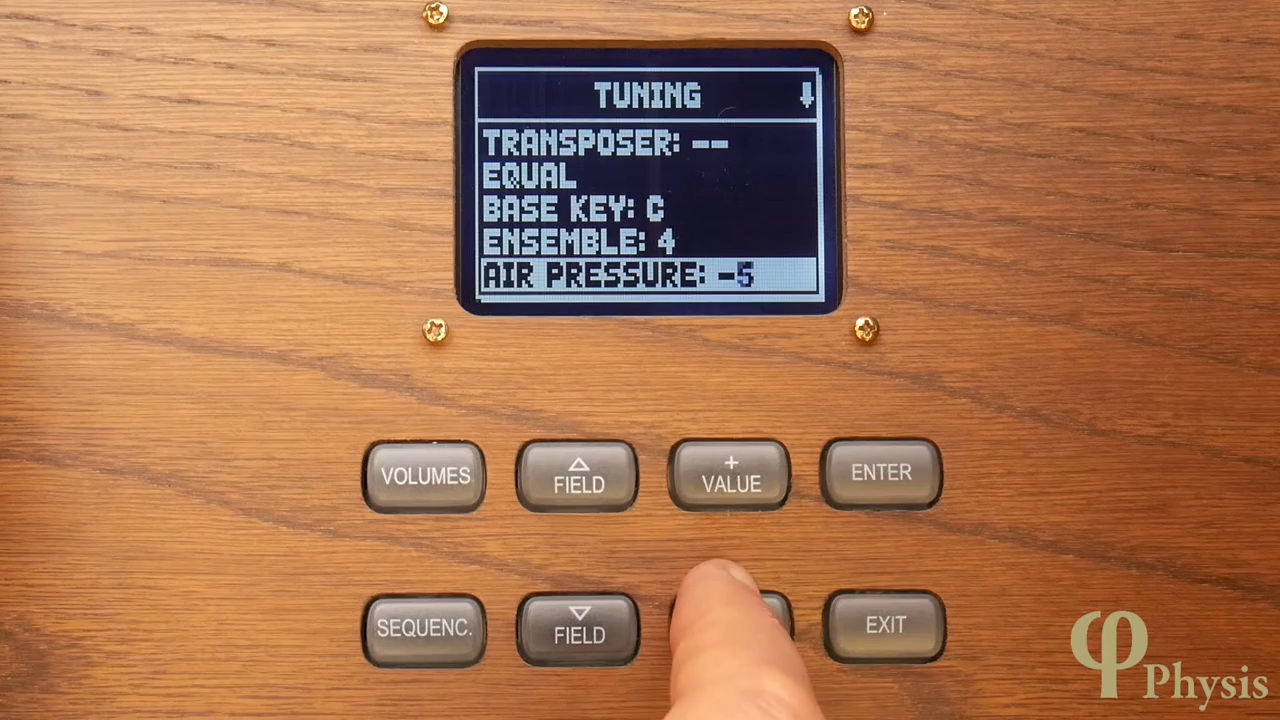 TUNING
TRANSPOSER: --
EQUAL
BASE KEY: C
ENSEMBLE: 4
AIR PRESSURE: -5
VOLUMES
FIELD
+
VALUE
ENTER
SEQUENC.
FIELD
EXIT
φ Physis